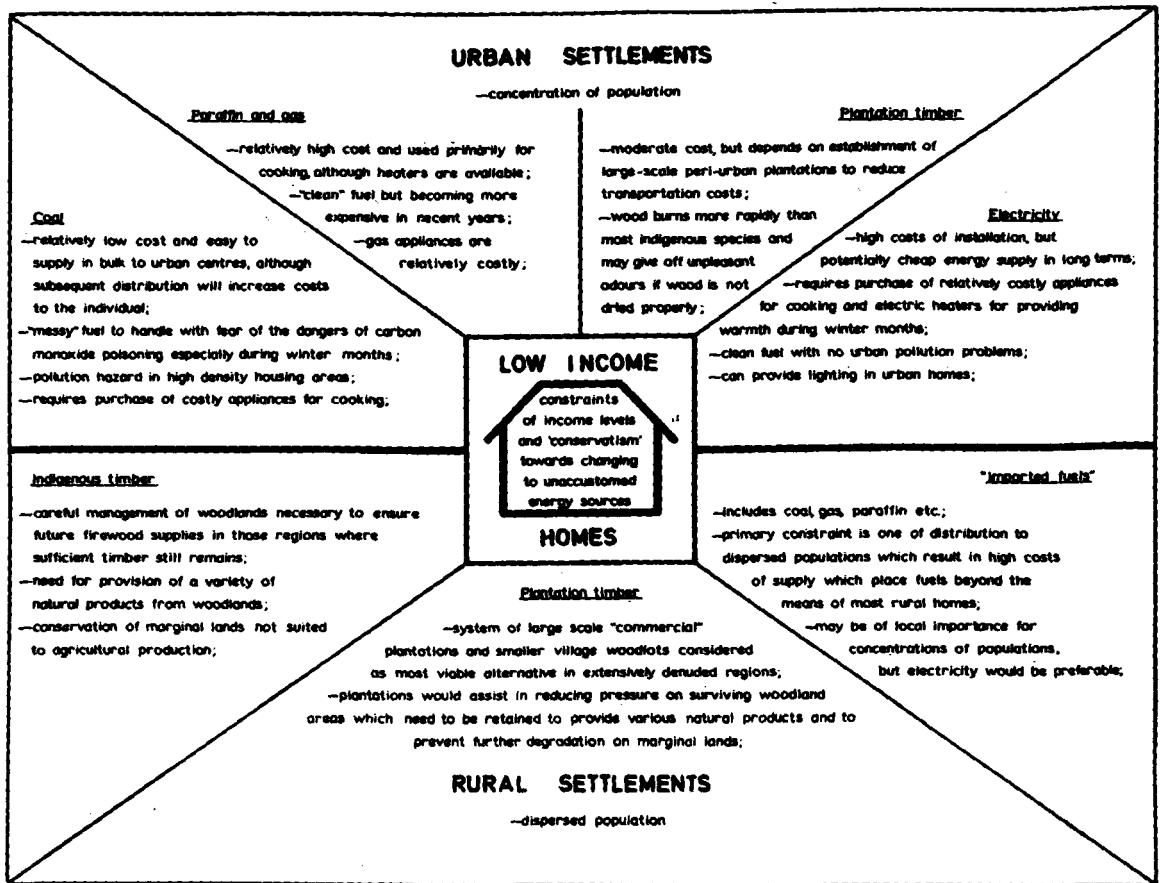 URBAN SETTLEMENTS
—concentration of population
Paraffin and gas
—relatively high cost and used primarily for
cooking, although heaters are available;
—"clean" fuel but becoming more
expensive in recent years;
—gas appliances are
relatively costly;
Plantation timber
—moderate cost, but depends on establishment of
large-scale peri-urban plantations to reduce
transportation costs;
—wood burns more rapidly than
most indigenous species and
may give off unpleasant
odours if wood is not
dried properly;
Coal
—relatively low cost and easy to
supply in bulk to urban centres, although
subsequent distribution will increase costs
to the individual;
—"messy" fuel to handle with fear of the dangers of carbon
monoxide poisoning especially during winter months;
—pollution hazard in high density housing areas;
—requires purchase of costly appliances for cooking;
Electricity
—high costs of installation, but
potentially cheap energy supply in long terms;
—requires purchase of relatively costly appliances
for cooking and electric heaters for providing
warmth during winter months;
—clean fuel with no urban pollution problems;
—can provide lighting in urban homes;
LOW INCOME
constraints
of income levels
and 'conservatism'
towards changing
to unaccustomed
energy sources
HOMES
Indigenous timber
—careful management of woodlands necessary to ensure
future firewood supplies in those regions where
sufficient timber still remains;
—need for provision of a variety of
natural products from woodlands;
—conservation of marginal lands not suited
to agricultural production;
"Imported fuels"
—includes coal, gas, paraffin etc.;
—primary constraint is one of distribution to
dispersed populations which result in high costs
of supply which place fuels beyond the
means of most rural homes;
—may be of local importance for
concentrations of populations,
but electricity would be preferable;
Plantation timber
—system of large scale "commercial"
plantations and smaller village woodlots considered
as most viable alternative in extensively denuded regions;
—plantations would assist in reducing pressure on surviving woodland
areas which need to be retained to provide various natural products and to
prevent further degradation on marginal lands;
RURAL SETTLEMENTS
—dispersed population